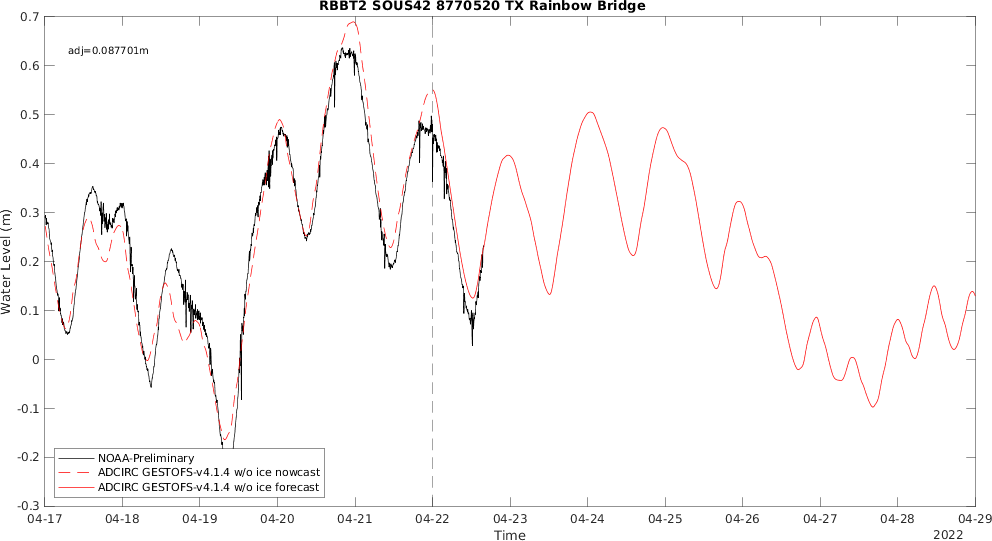 RBBT2 SOUS42 8770520 TX Rainbow Bridge
adj=0.087701m
0.7
0.6
0.5
0.4
0.3
0.2
0.1
0
-0.1
-0.2
-0.3
Water Level (m)
NOAA-Preliminary
ADCIRC GESTOFS-v4.1.4 w/o ice nowcast
ADCIRC GESTOFS-v4.1.4 w/o ice forecast
04-17 04-18 04-19 04-20 04-21 04-22 04-23 04-24 04-25 04-26 04-27 04-28 04-29
Time
2022